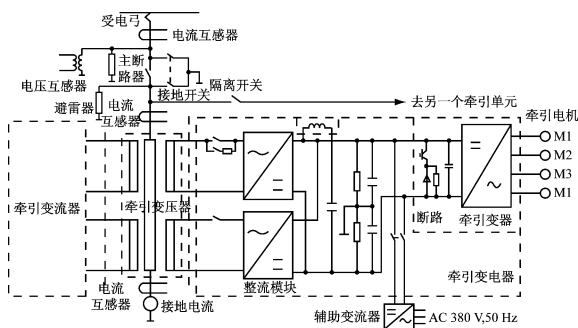 受电弓
电流互感器
主断
路器
电压互感器
隔离开关
避雷器
电流
互感器
接地开关
去另一个牵引单元
牵引电机
M1
M2
M3
M1
牵引变流器
牵引变压器
断路
牵引变器
电流
互感器
接地电流
整流模块
牵引变电器
辅助变流器
AC 380 V,50 Hz